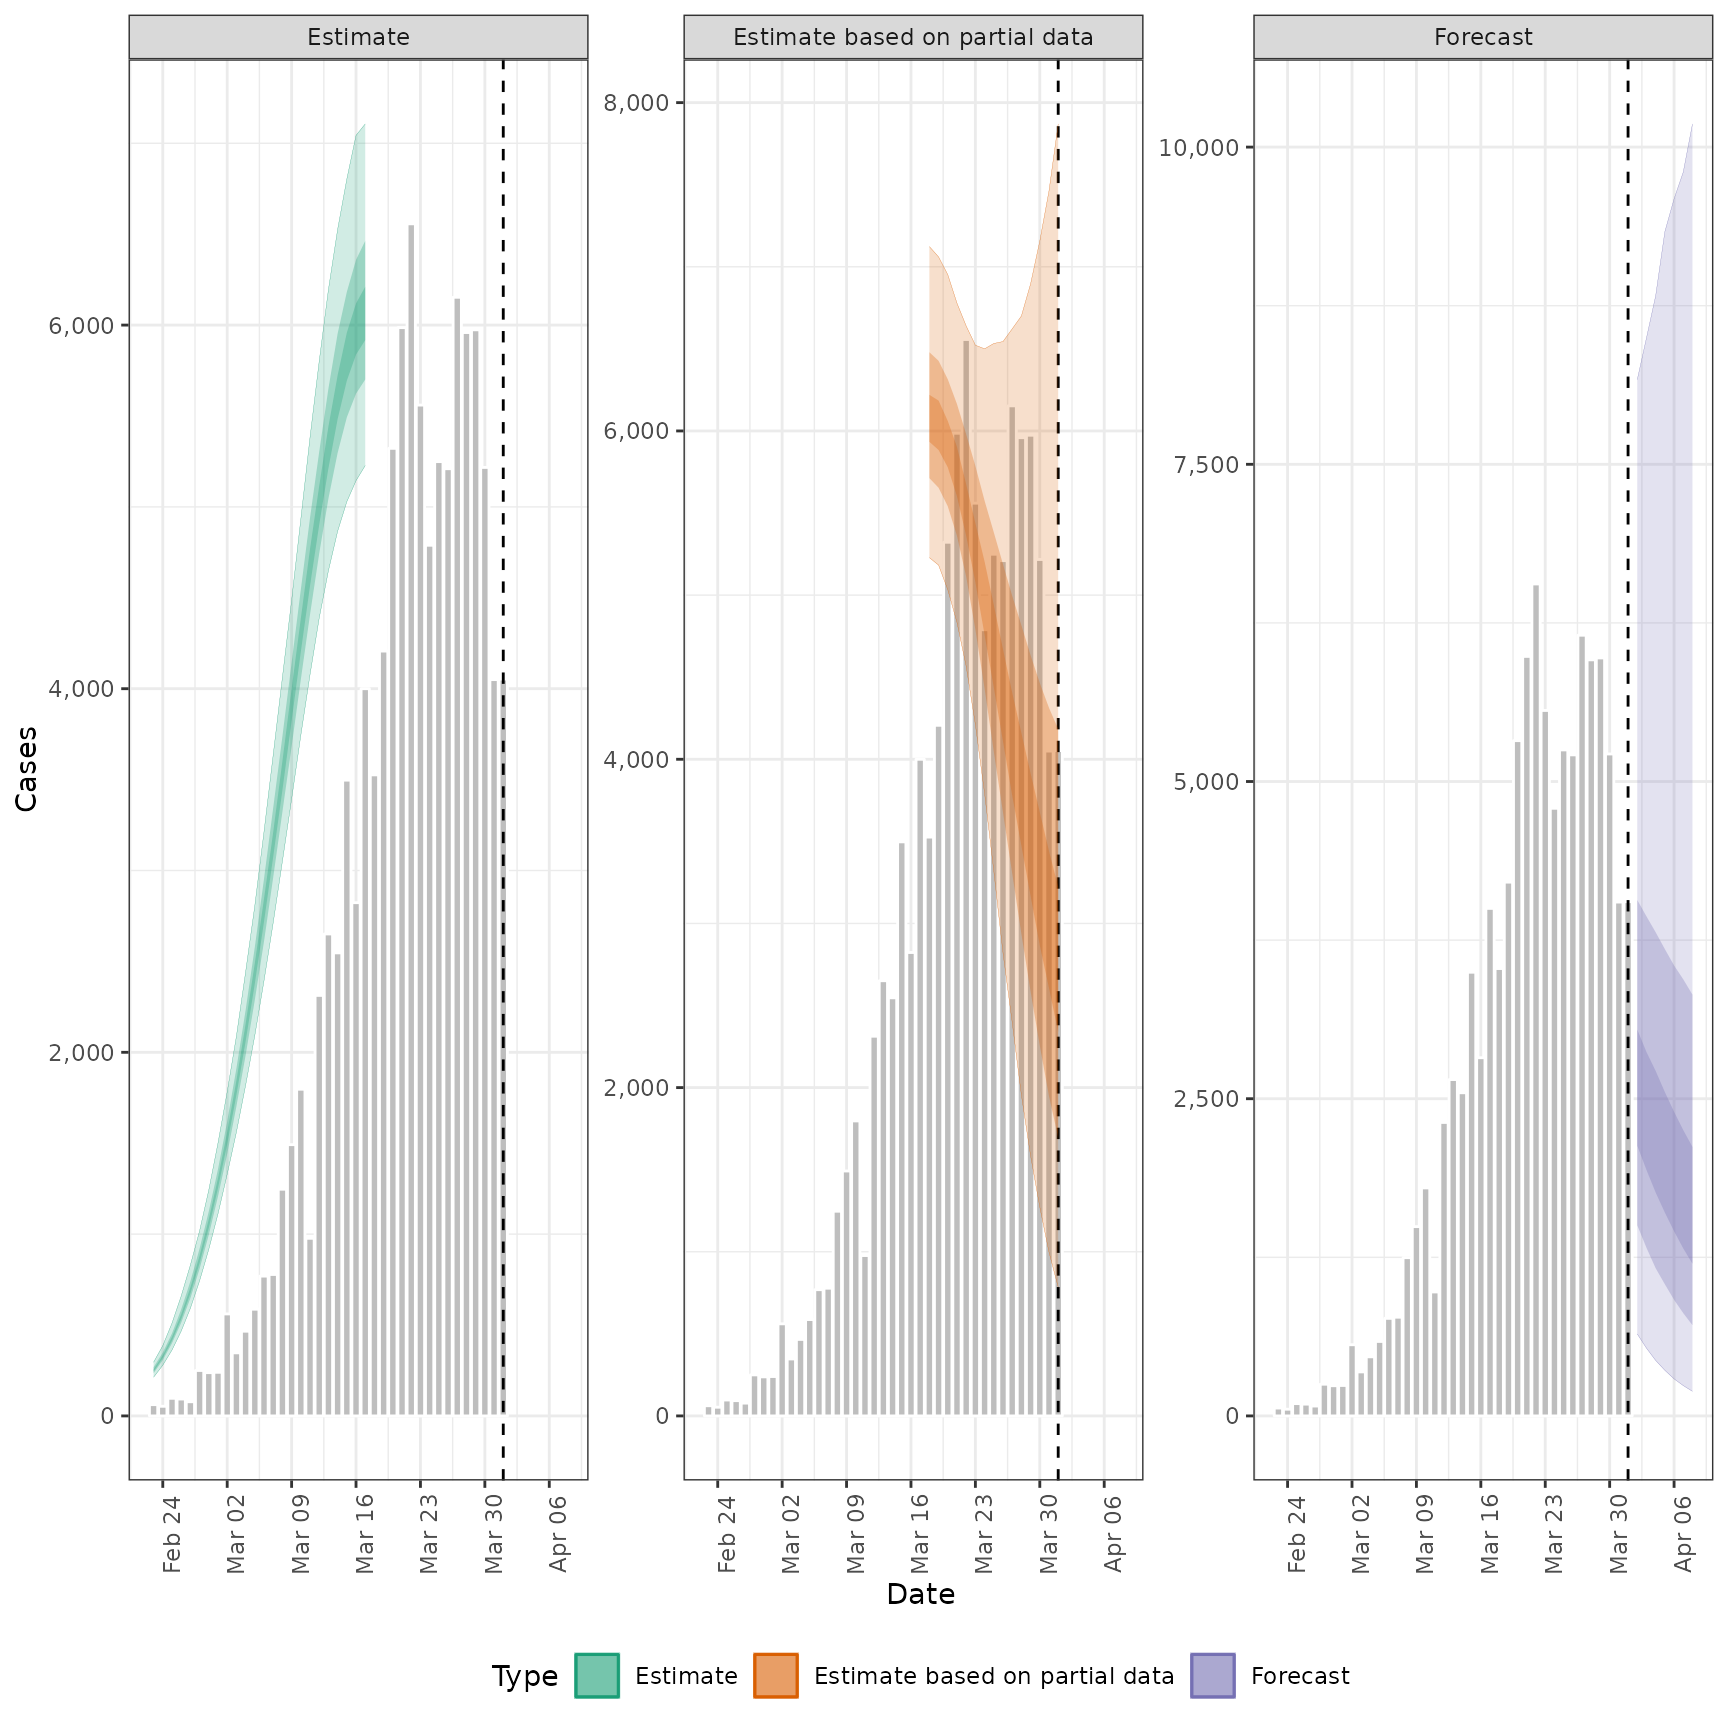 Estimate
Estimate based on partial data
Forecast
Cases
6,000
4,000
2,000
0
8,000
6,000
4,000
2,000
0
10,000
7,500
5,000
2,500
0
Feb 24
Mar 02
Mar 09
Mar 16
Mar 23
Mar 30
Apr 06
Feb 24
Mar 02
Mar 09
Mar 16
Mar 23
Mar 30
Apr 06
Feb 24
Mar 02
Mar 09
Mar 16
Mar 23
Mar 30
Apr 06
Date
Type Estimate Estimate based on partial data Forecast